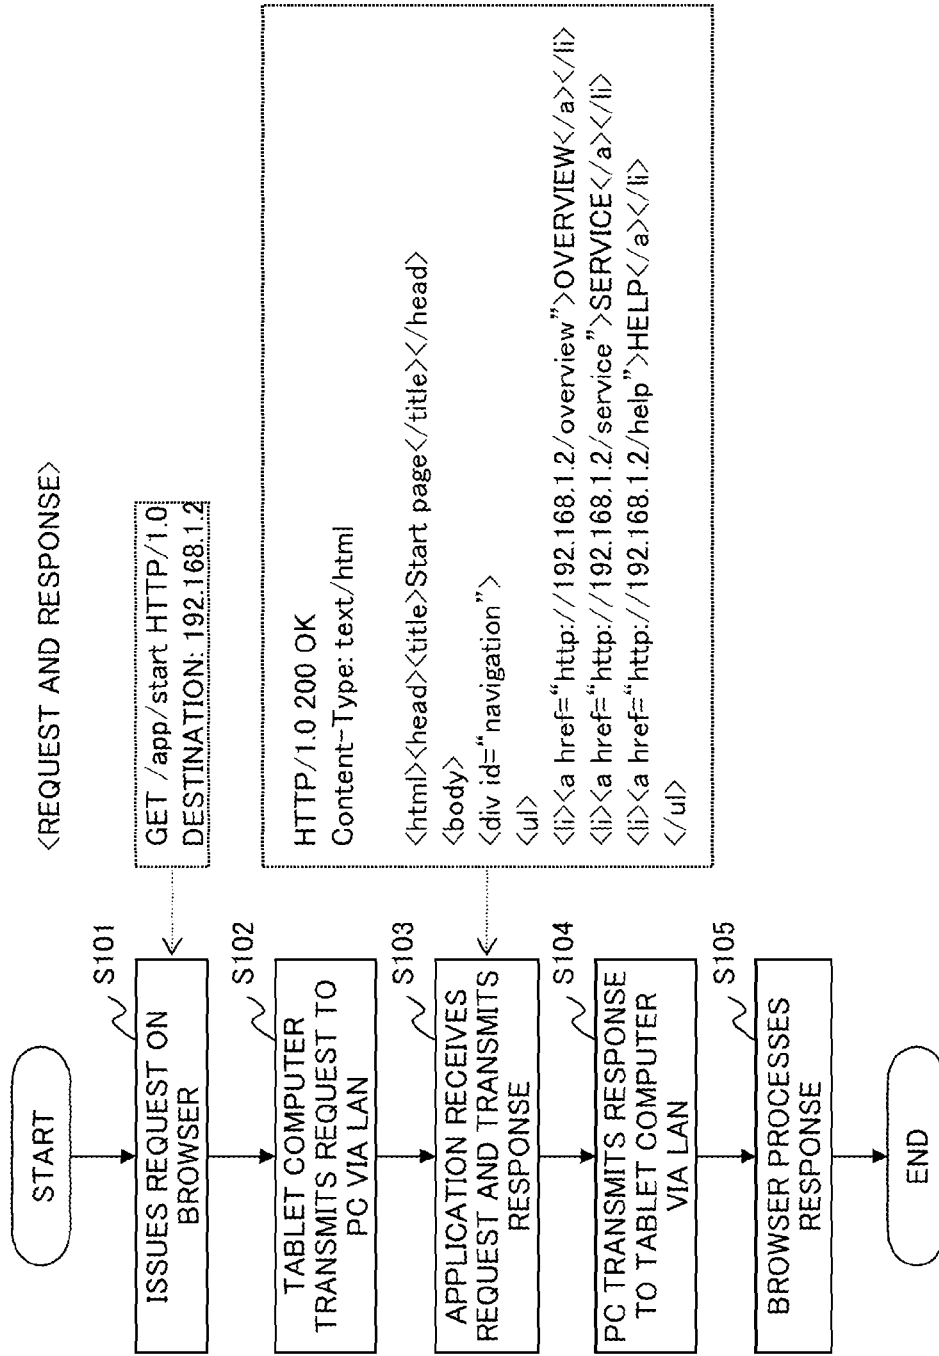 <REQUEST AND RESPONSE>
START
S101
ISSUES REQUEST ON
BROWSER
GET /app/start HTTP/1.0
DESTINATION: 192.168.1.2
S102
TABLET COMPUTER
TRANSMITS REQUEST TO
PC VIA LAN
S103
APPLICATION RECEIVES
REQUEST AND TRANSMITS
RESPONSE
HTTP/1.0 200 OK
Content-Type: text/html
<html><head><title>Start page</title></head>
<body>
<div id=“navigation”>
<ul>
<li><a href=“http://192.168.1.2/overview”>OVERVIEW</a></li>
<li><a href=“http://192.168.1.2/service”>SERVICE</a></li>
<li><a href=“http://192.168.1.2/help”>HELP</a></li>
</ul>
S104
PC TRANSMITS RESPONSE
TO TABLET COMPUTER
VIA LAN
S105
BROWSER PROCESSES
RESPONSE
END